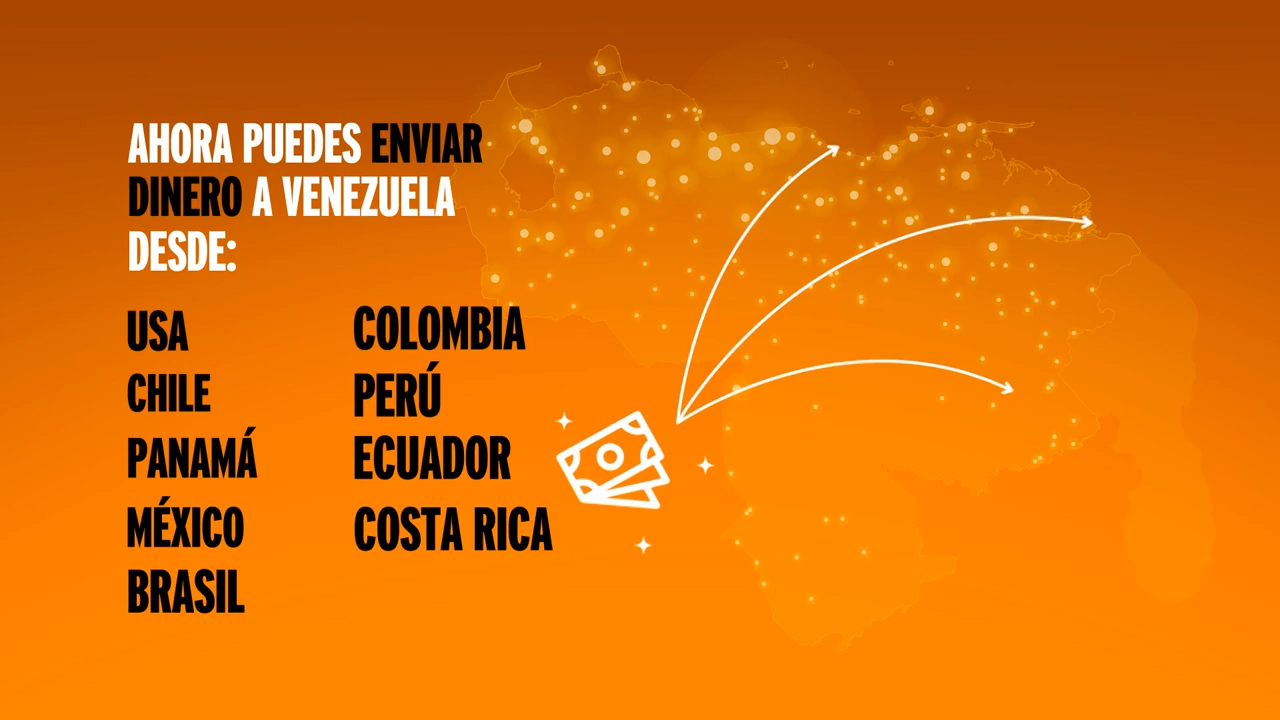 AHORA PUEDES ENVIAR
DINERO A VENEZUELA
DESDE:
USA
CHILE
PANAMÁ
MÉXICO
BRASIL
COLOMBIA
PERÚ
ECUADOR
COSTA RICA